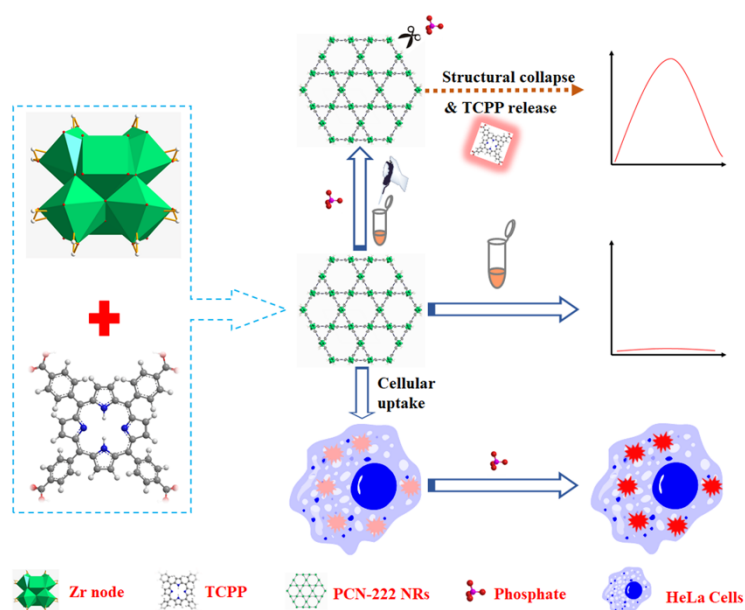 Structural collapse
& TCPP release
Cellular
uptake
Zr node
TCPP
PCN-222 NRs
Phosphate
HeLa Cells